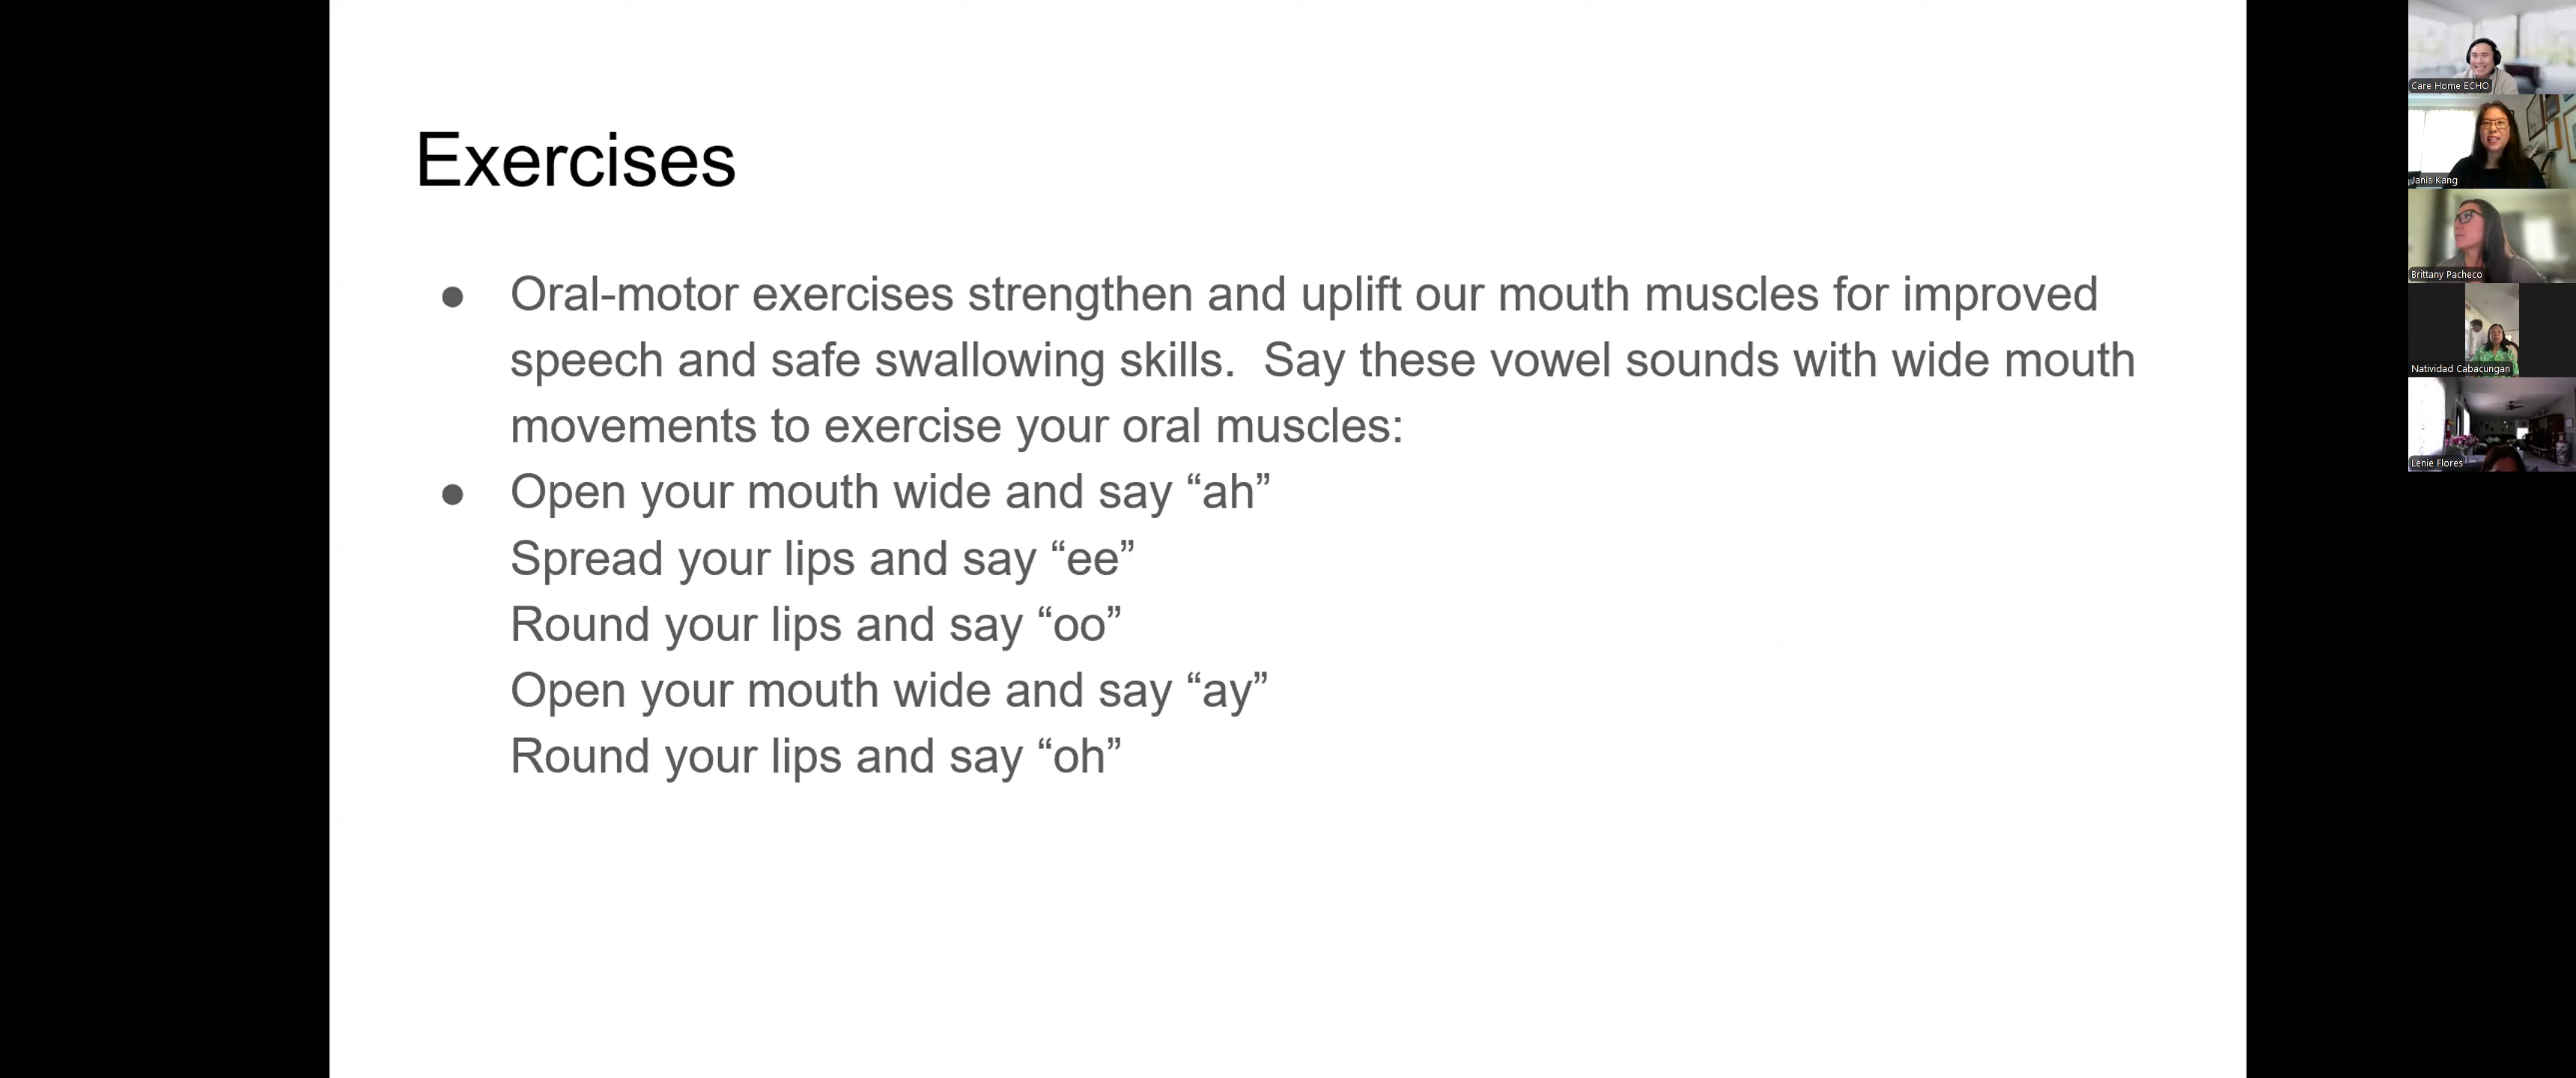 Exercises
● Oral-motor exercises strengthen and uplift our mouth muscles for improved
speech and safe swallowing skills.  Say these vowel sounds with wide mouth
movements to exercise your oral muscles:
● Open your mouth wide and say “ah”
Spread your lips and say “ee”
Round your lips and say “oo”
Open your mouth wide and say “ay”
Round your lips and say “oh”
Care Home ECHO
Janis Kang
Brittany Pacheco
Natividad Cabacungan
Lenie Flores